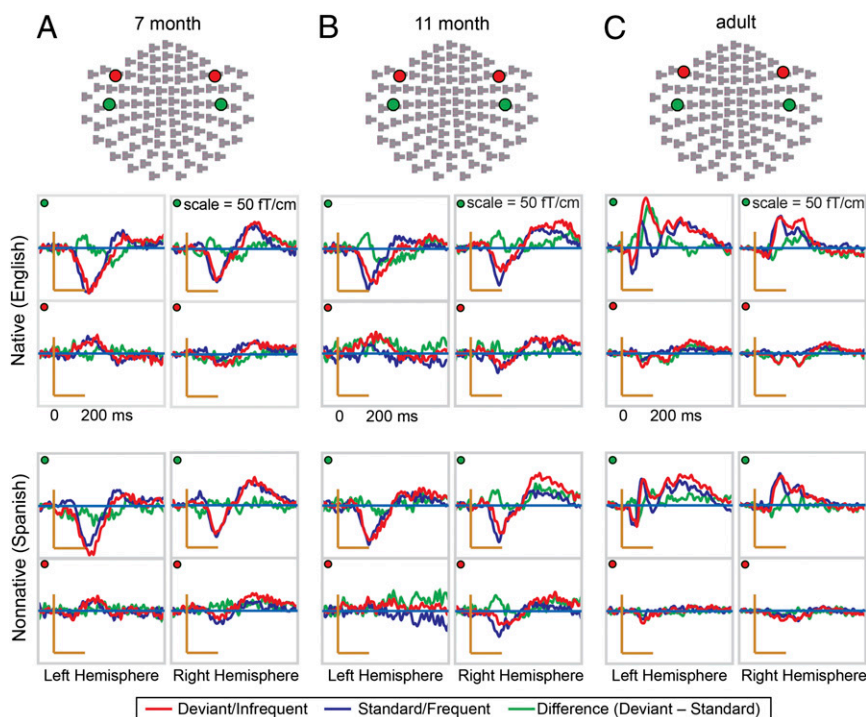 A 7 month
B 11 month
C adult
Native (English)
scale = 50 fT/cm
scale = 50 fT/cm
scale = 50 fT/cm
0 200 ms
0 200 ms
0 200 ms
Nonnative (Spanish)
Left Hemisphere Right Hemisphere
Left Hemisphere Right Hemisphere
Left Hemisphere Right Hemisphere
Deviant/Infrequent Standard/Frequent Difference (Deviant – Standard)